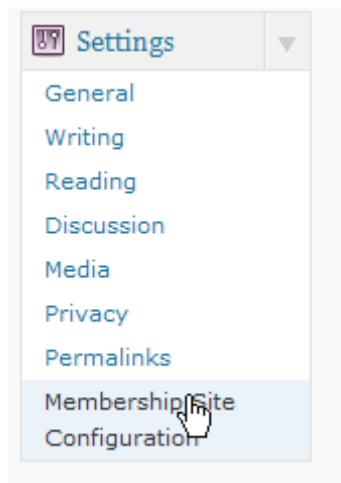 Settings
General
Writing
Reading
Discussion
Media
Privacy
Permalinks
Membership Site
Configuration